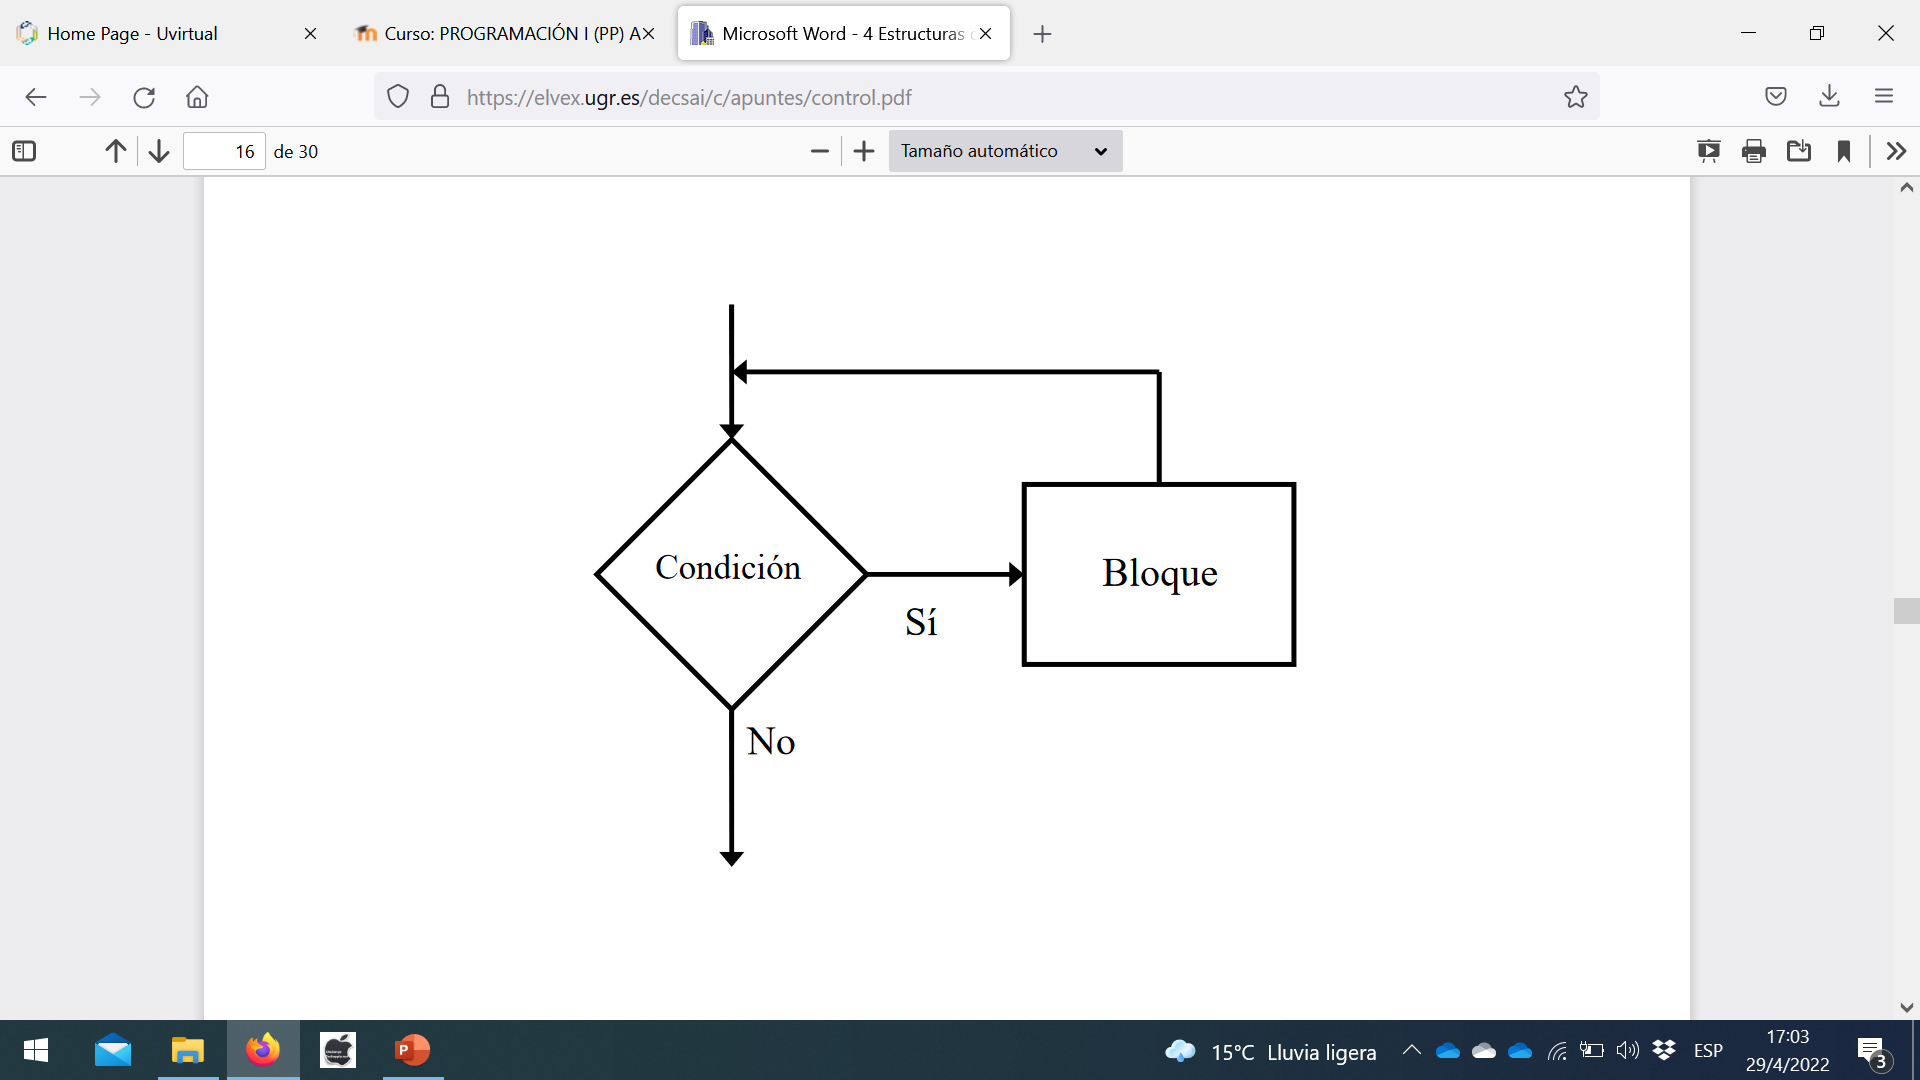 Home Page - Uvirtual
Curso: PROGRAMACIÓN I (PP) A
Microsoft Word - 4 Estructuras
https://elvex.ugr.es/decsai/c/apuntes/control.pdf
16 de 30
Tamaño automático
Condición
Bloque
Sí
No
P
15°C Lluvia ligera
ESP
17:03
29/4/2022
3